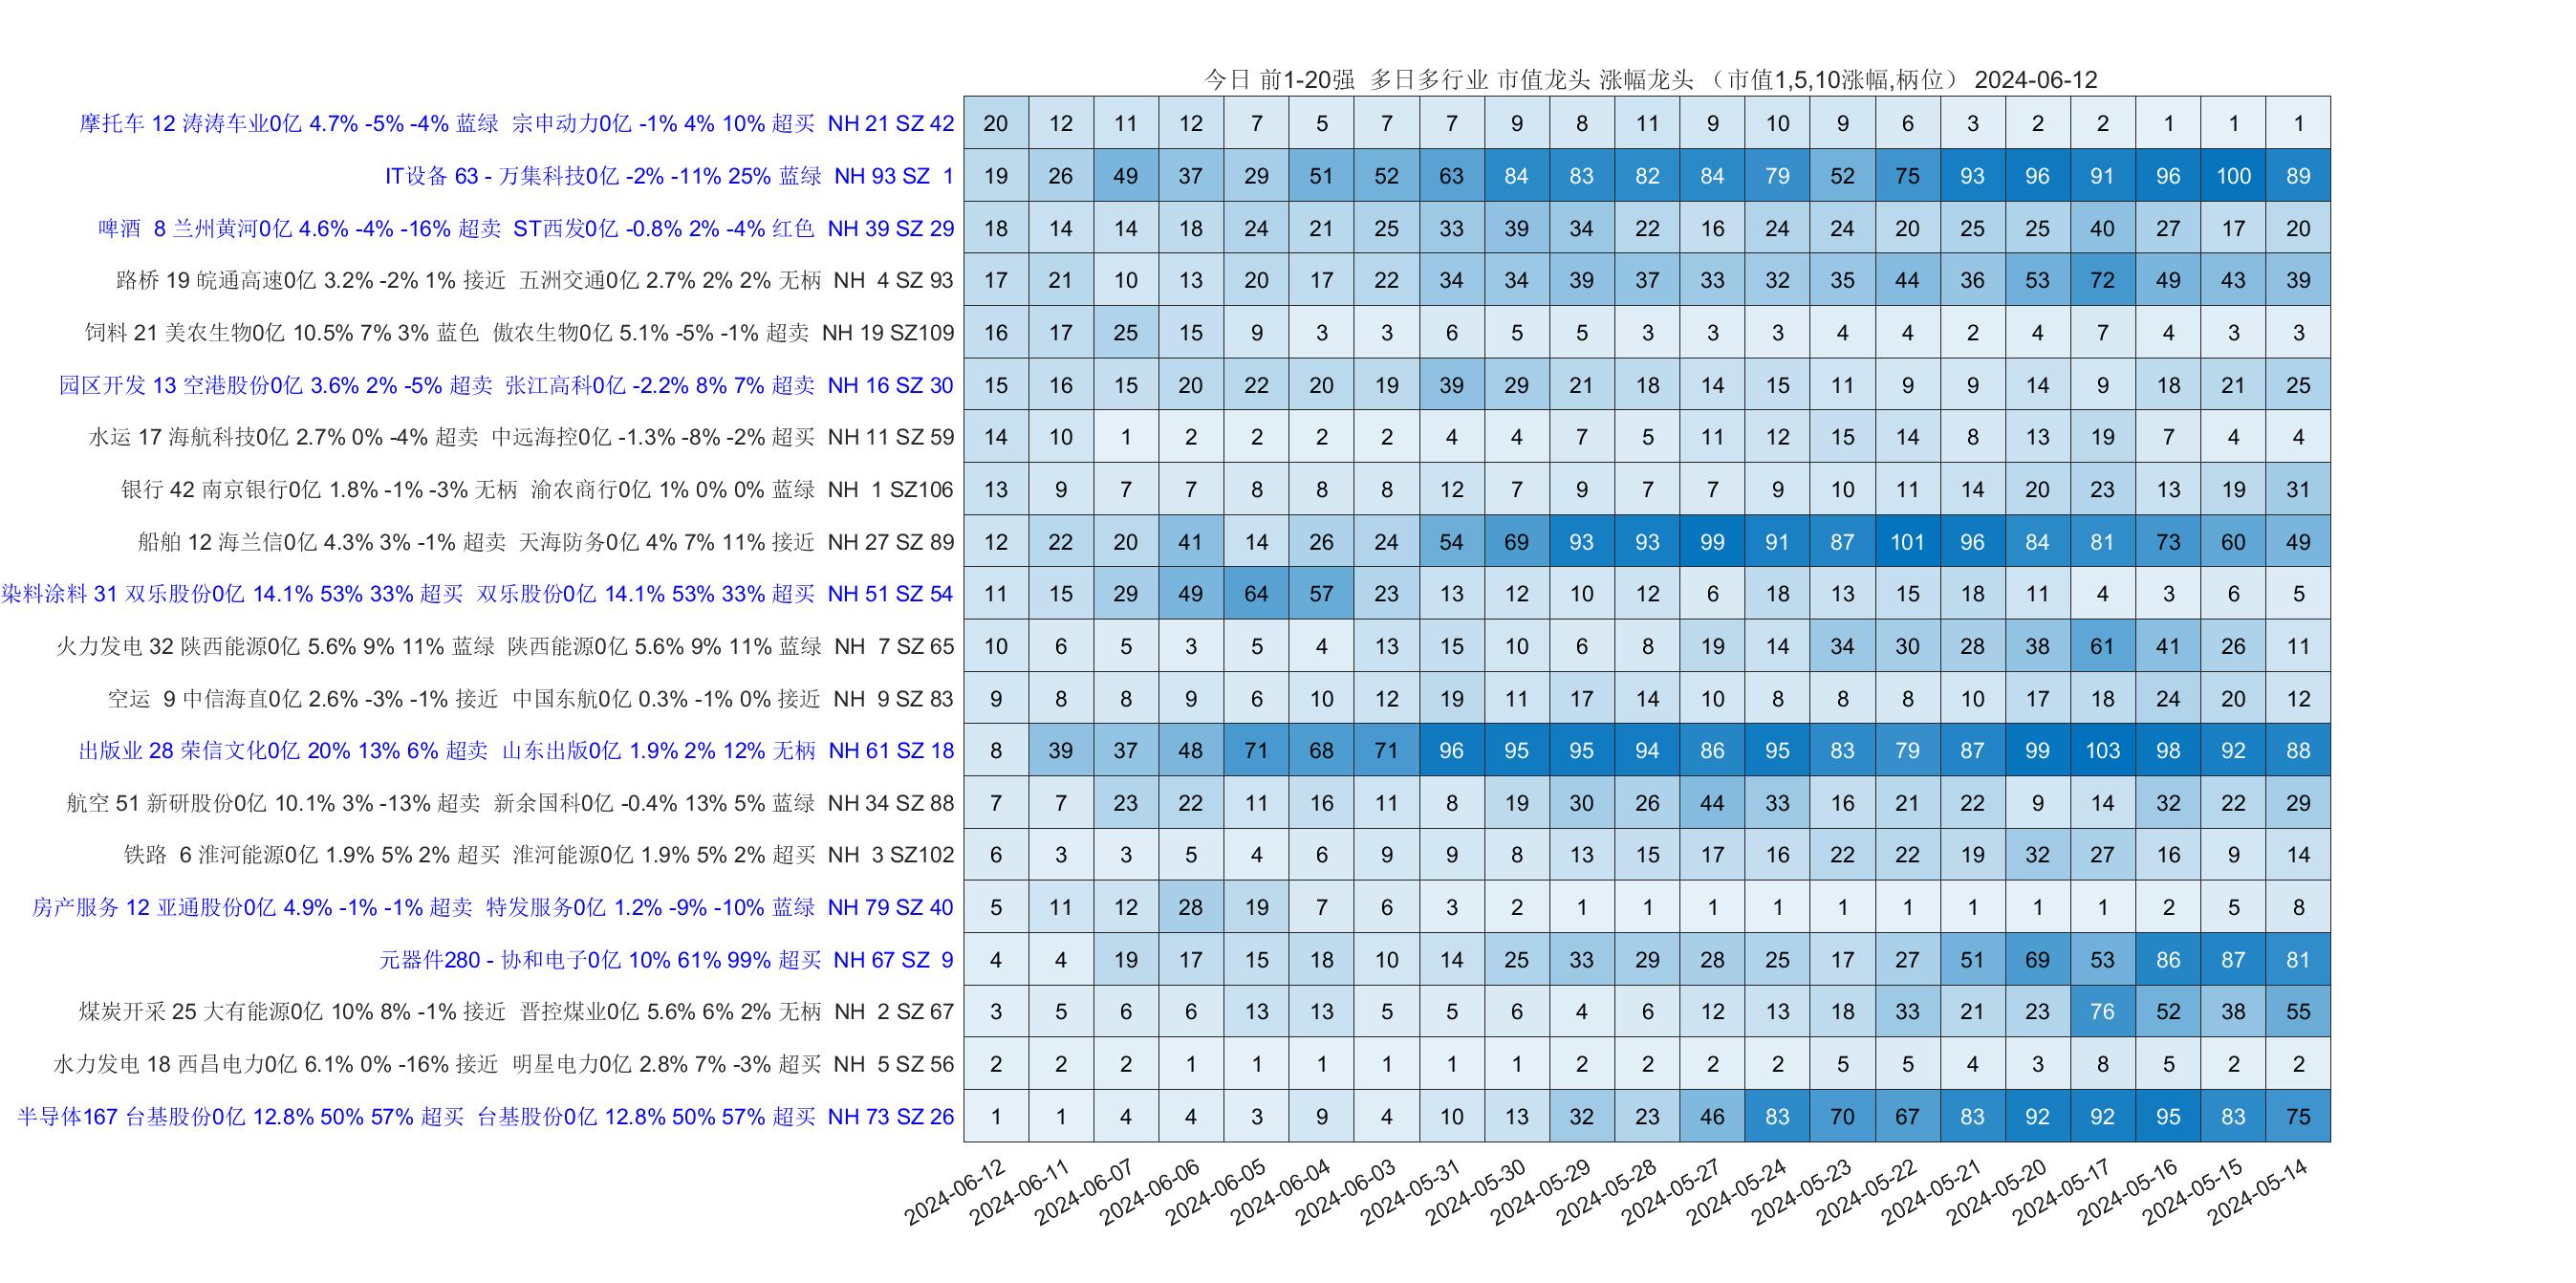 今日 前1-20强 多日多行业 市值龙头 涨幅龙头 （市值1,5,10涨幅,柄位） 2024-06-12
摩托车 12 涛涛车业0亿 4.7% -5% -4% 蓝绿 宗申动力0亿 -1% 4% 10% 超买 NH 21 SZ 42 20 12 11 12 7 5 7 7 9 8 11 9 10 9 6 3 2 2 1 1 1
IT设备 63 - 万集科技0亿 -2% -11% 25% 蓝绿 NH 93 SZ 1 19 26 49 37 29 51 52 63 84 83 82 84 79 52 75 93 96 91 96 100 89
啤酒 8 兰州黄河0亿 4.6% -4% -16% 超卖 ST西发0亿 -0.8% 2% -4% 红色 NH 39 SZ 29 18 14 14 18 24 21 25 33 39 34 22 16 24 24 20 25 25 40 27 17 20
路桥 19 皖通高速0亿 3.2% -2% 1% 接近 五洲交通0亿 2.7% 2% 2% 无柄 NH 4 SZ 93 17 21 10 13 20 17 22 34 34 39 37 33 32 35 44 36 53 72 49 43 39
饲料 21 美农生物0亿 10.5% 7% 3% 蓝色 傲农生物0亿 5.1% -5% -1% 超卖 NH 19 SZ109 16 17 25 15 9 3 3 6 5 5 3 3 3 4 4 2 4 7 4 3 3
园区开发 13 空港股份0亿 3.6% 2% -5% 超卖 张江高科0亿 -2.2% 8% 7% 超卖 NH 16 SZ 30 15 16 15 20 22 20 19 39 29 21 18 14 15 11 9 9 14 9 18 21 25
水运 17 海航科技0亿 2.7% 0% -4% 超卖 中远海控0亿 -1.3% -8% -2% 超买 NH 11 SZ 59 14 10 1 2 2 2 2 4 4 7 5 11 12 15 14 8 13 19 7 4 4
银行 42 南京银行0亿 1.8% -1% -3% 无柄 渝农商行0亿 1% 0% 0% 蓝绿 NH 1 SZ106 13 9 7 7 8 8 8 12 7 9 7 7 9 10 11 14 20 23 13 19 31
船舶 12 海兰信0亿 4.3% 3% -1% 超卖 天海防务0亿 4% 7% 11% 接近 NH 27 SZ 89 12 22 20 41 14 26 24 54 69 93 93 99 91 87 101 96 84 81 73 60 49
染料涂料 31 双乐股份0亿 14.1% 53% 33% 超买 双乐股份0亿 14.1% 53% 33% 超买 NH 51 SZ 54 11 15 29 49 64 57 23 13 12 10 12 6 18 13 15 18 11 4 3 6 5
火力发电 32 陕西能源0亿 5.6% 9% 11% 蓝绿 陕西能源0亿 5.6% 9% 11% 蓝绿 NH 7 SZ 65 10 6 5 3 5 4 13 15 10 6 8 19 14 34 30 28 38 61 41 26 11
空运 9 中信海直0亿 2.6% -3% -1% 接近 中国东航0亿 0.3% -1% 0% 接近 NH 9 SZ 83 9 8 8 9 6 10 12 19 11 17 14 10 8 8 8 10 17 18 24 20 12
出版业 28 荣信文化0亿 20% 13% 6% 超卖 山东出版0亿 1.9% 2% 12% 无柄 NH 61 SZ 18 8 39 37 48 71 68 71 96 95 95 94 86 95 83 79 87 99 103 98 92 88
航空 51 新研股份0亿 10.1% 3% -13% 超卖 新余国科0亿 -0.4% 13% 5% 蓝绿 NH 34 SZ 88 7 7 23 22 11 16 11 8 19 30 26 44 33 16 21 22 9 14 32 22 29
铁路 6 淮河能源0亿 1.9% 5% 2% 超买 淮河能源0亿 1.9% 5% 2% 超买 NH 3 SZ102 6 3 3 5 4 6 9 9 8 13 15 17 16 22 22 19 32 27 16 9 14
房产服务 12 亚通股份0亿 4.9% -1% -1% 超卖 特发服务0亿 1.2% -9% -10% 蓝绿 NH 79 SZ 40 5 11 12 28 19 7 6 3 2 1 1 1 1 1 1 1 1 1 2 5 8
元器件280 - 协和电子0亿 10% 61% 99% 超买 NH 67 SZ 9 4 4 19 17 15 18 10 14 25 33 29 28 25 17 27 51 69 53 86 87 81
煤炭开采 25 大有能源0亿 10% 8% -1% 接近 晋控煤业0亿 5.6% 6% 2% 无柄 NH 2 SZ 67 3 5 6 6 13 13 5 5 6 4 6 12 13 18 33 21 23 76 52 38 55
水力发电 18 西昌电力0亿 6.1% 0% -16% 接近 明星电力0亿 2.8% 7% -3% 超买 NH 5 SZ 56 2 2 2 1 1 1 1 1 1 2 2 2 2 5 5 4 3 8 5 2 2
半导体167 台基股份0亿 12.8% 50% 57% 超买 台基股份0亿 12.8% 50% 57% 超买 NH 73 SZ 26 1 1 4 4 3 9 4 10 13 32 23 46 83 70 67 83 92 92 95 83 75
2024-06-12 2024-06-11 2024-06-07 2024-06-06 2024-06-05 2024-06-04 2024-06-03 2024-05-31 2024-05-30 2024-05-29 2024-05-28 2024-05-27 2024-05-24 2024-05-23 2024-05-22 2024-05-21 2024-05-20 2024-05-17 2024-05-16 2024-05-15 2024-05-14